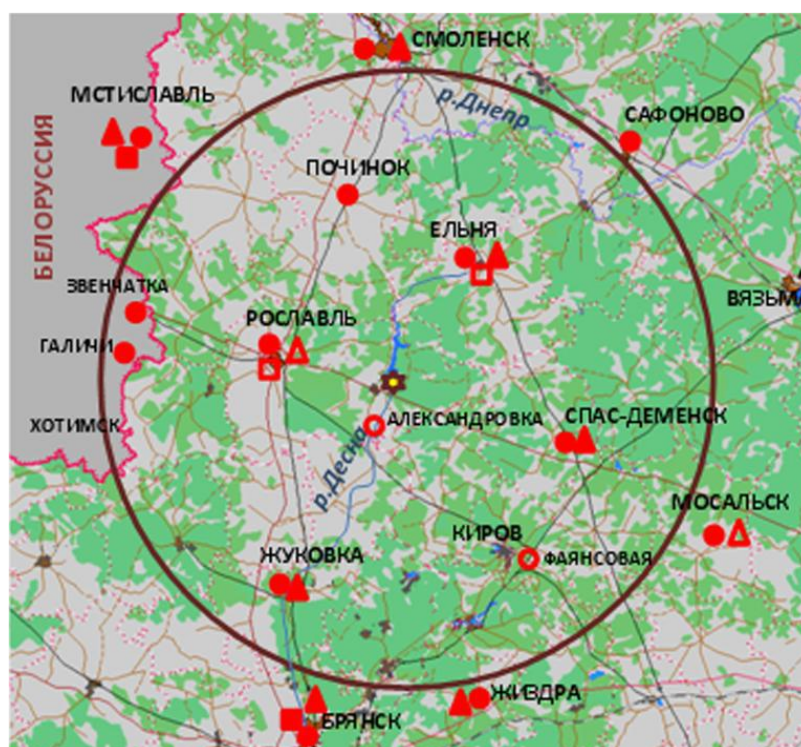 СМОЛЕНСК
МСТИСЛАВЛЬ
р.Днепр
САФОНОВО
БЕЛОРУССИЯ
ПОЧИНОК
ЕЛЬНЯ
ЗВЕНЧАТКА
ВЯЗЬМА
РОСЛАВЛЬ
ГАЛИЧИ
ХОТИМСК
АЛЕКСАНДРОВКА
СПАС-ДЕМЕНСК
р.Десна
МОСАЛЬСК
КИРОВ
ЖУКОВКА
ФАЯНСОВАЯ
ЖИЗДРА
БРЯНСК